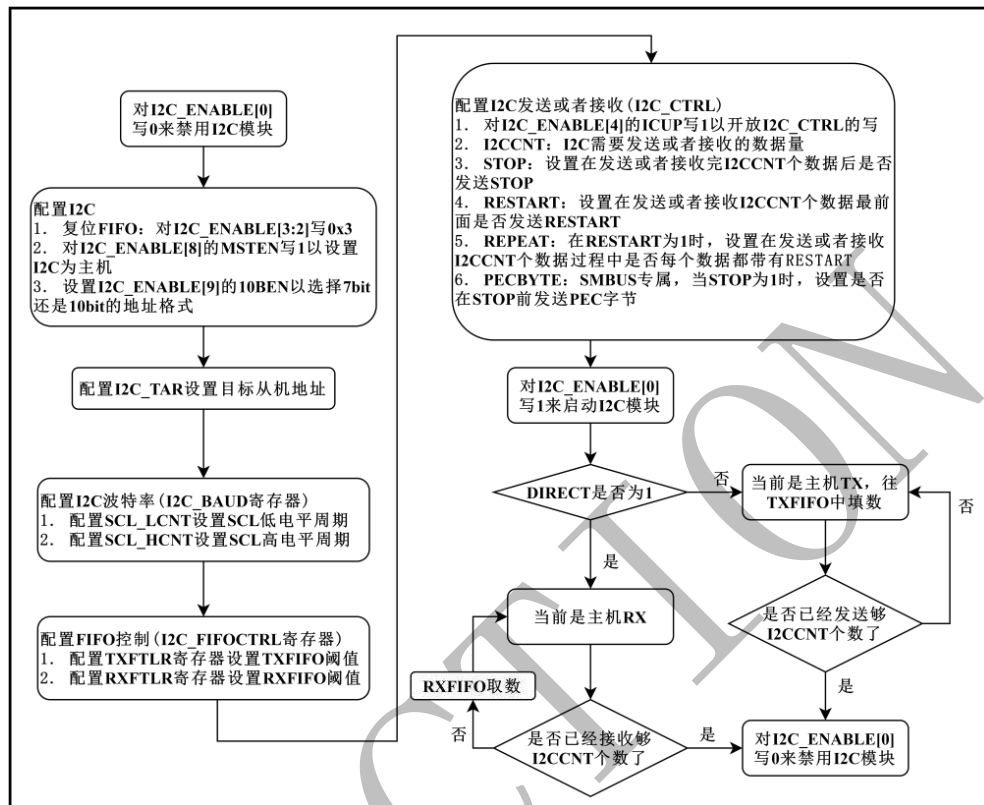 对I2C_ENABLE[0]
写0来禁用I2C模块
配置I2C
1. 复位FIFO：对I2C_ENABLE[3:2]写0x3
2. 对I2C_ENABLE[8]的MSTEN写1以设置
I2C为主机
3. 设置I2C_ENABLE[9]的10BEN以选择7bit
还是10bit的地址格式
配置I2C_TAR设置目标从机地址
配置I2C波特率(I2C_BAUD寄存器)
1. 配置SCL_LCNT设置SCL低电平周期
2. 配置SCL_HCNT设置SCL高电平周期
配置FIFO控制(I2C_FIFOCTRL寄存器)
1. 配置TXFTLR寄存器设置TXFIFO阈值
2. 配置RXFTLR寄存器设置RXFIFO阈值
配置I2C发送或者接收(I2C_CTRL)
1. 对I2C_ENABLE[4]的ICUP写1以开放I2C_CTRL的写
2. I2CCNT：I2C需要发送或者接收的数据量
3. STOP：设置在发送或者接收完I2CCNT个数据后是否
发送STOP
4. RESTART：设置在发送或者接收I2CCNT个数据最前
面是否发送RESTART
5. REPEAT：在RESTART为1时，设置在发送或者接收
I2CCNT个数据过程中是否每个数据都带有RESTART
6. PECBYTE：SMBUS专属，当STOP为1时，设置是否
在STOP前发送PEC字节
对I2C_ENABLE[0]
写1来启动I2C模块
DIRECT是否为1
否
当前是主机TX，往
TXFIFO中填数
否
是
当前是主机RX
是否已经发送够
I2CCNT个数了
RXFIFO取数
是
否
是否已经接收够
I2CCNT个数了
是
对I2C_ENABLE[0]
写0来禁用I2C模块
CTION